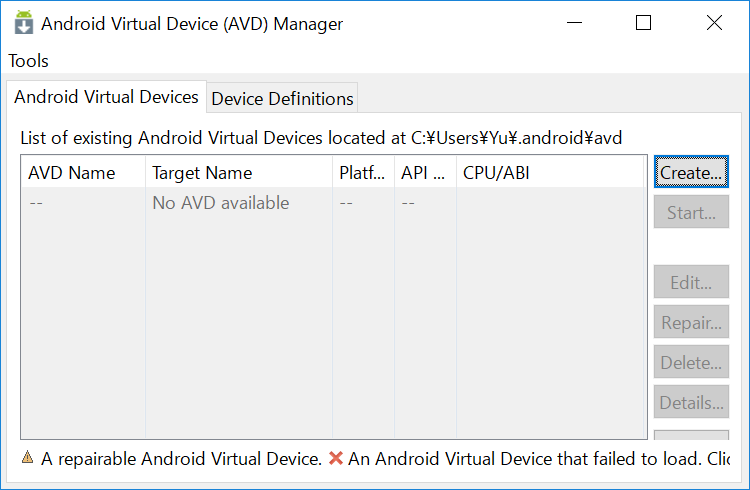 Android Virtual Device (AVD) Manager
Tools
Android Virtual Devices
Device Definitions
List of existing Android Virtual Devices located at C:¥Users¥Yu¥.android¥avd
AVD Name Target Name Platf... API ... CPU/ABI
-- No AVD available -- --
Create...
Start...
Edit...
Repair...
Delete...
Details...
A repairable Android Virtual Device. An Android Virtual Device that failed to load. Clic